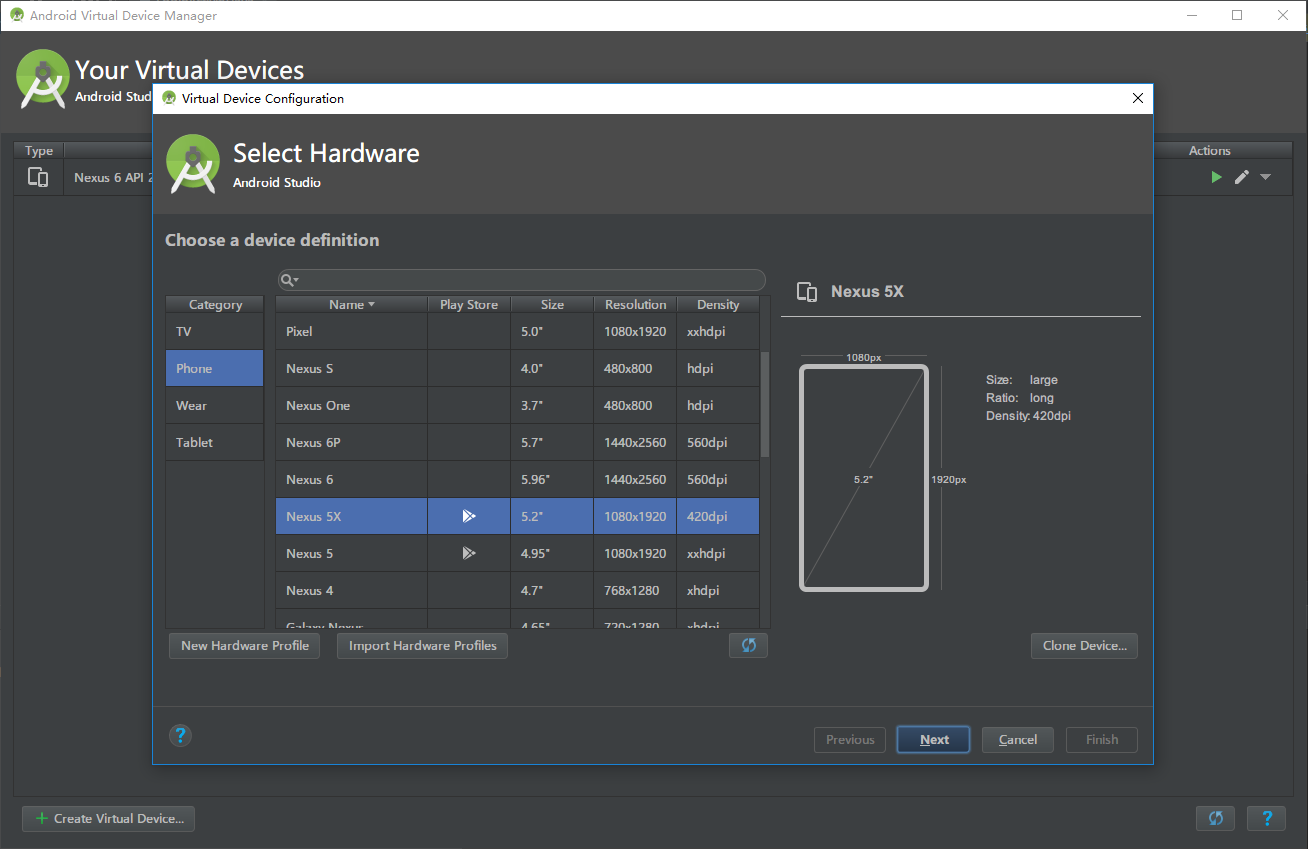 Android Virtual Device Manager
Your Virtual Devices
Android Stud
Type
Actions
Nexus 6 API 2
Virtual Device Configuration
Select Hardware
Android Studio
Choose a device definition
Category
TV
Phone
Wear
Tablet
Name Play Store Size Resolution Density
Pixel 5.0" 1080x1920 xxhdpi
Nexus S 4.0" 480x800 hdpi
Nexus One 3.7" 480x800 hdpi
Nexus 6P 5.7" 1440x2560 560dpi
Nexus 6 5.96" 1440x2560 560dpi
Nexus 5X 5.2" 1080x1920 420dpi
Nexus 5 4.95" 1080x1920 xxhdpi
Nexus 4 4.7" 768x1280 xhdpi
Galaxy Nexus 4.65" 720x1280 xhdpi
New Hardware Profile
Import Hardware Profiles
Nexus 5X
1080px
5.2"
1920px
Size: large
Ratio: long
Density: 420dpi
Clone Device...
?
Previous
Next
Cancel
Finish
+ Create Virtual Device...
?